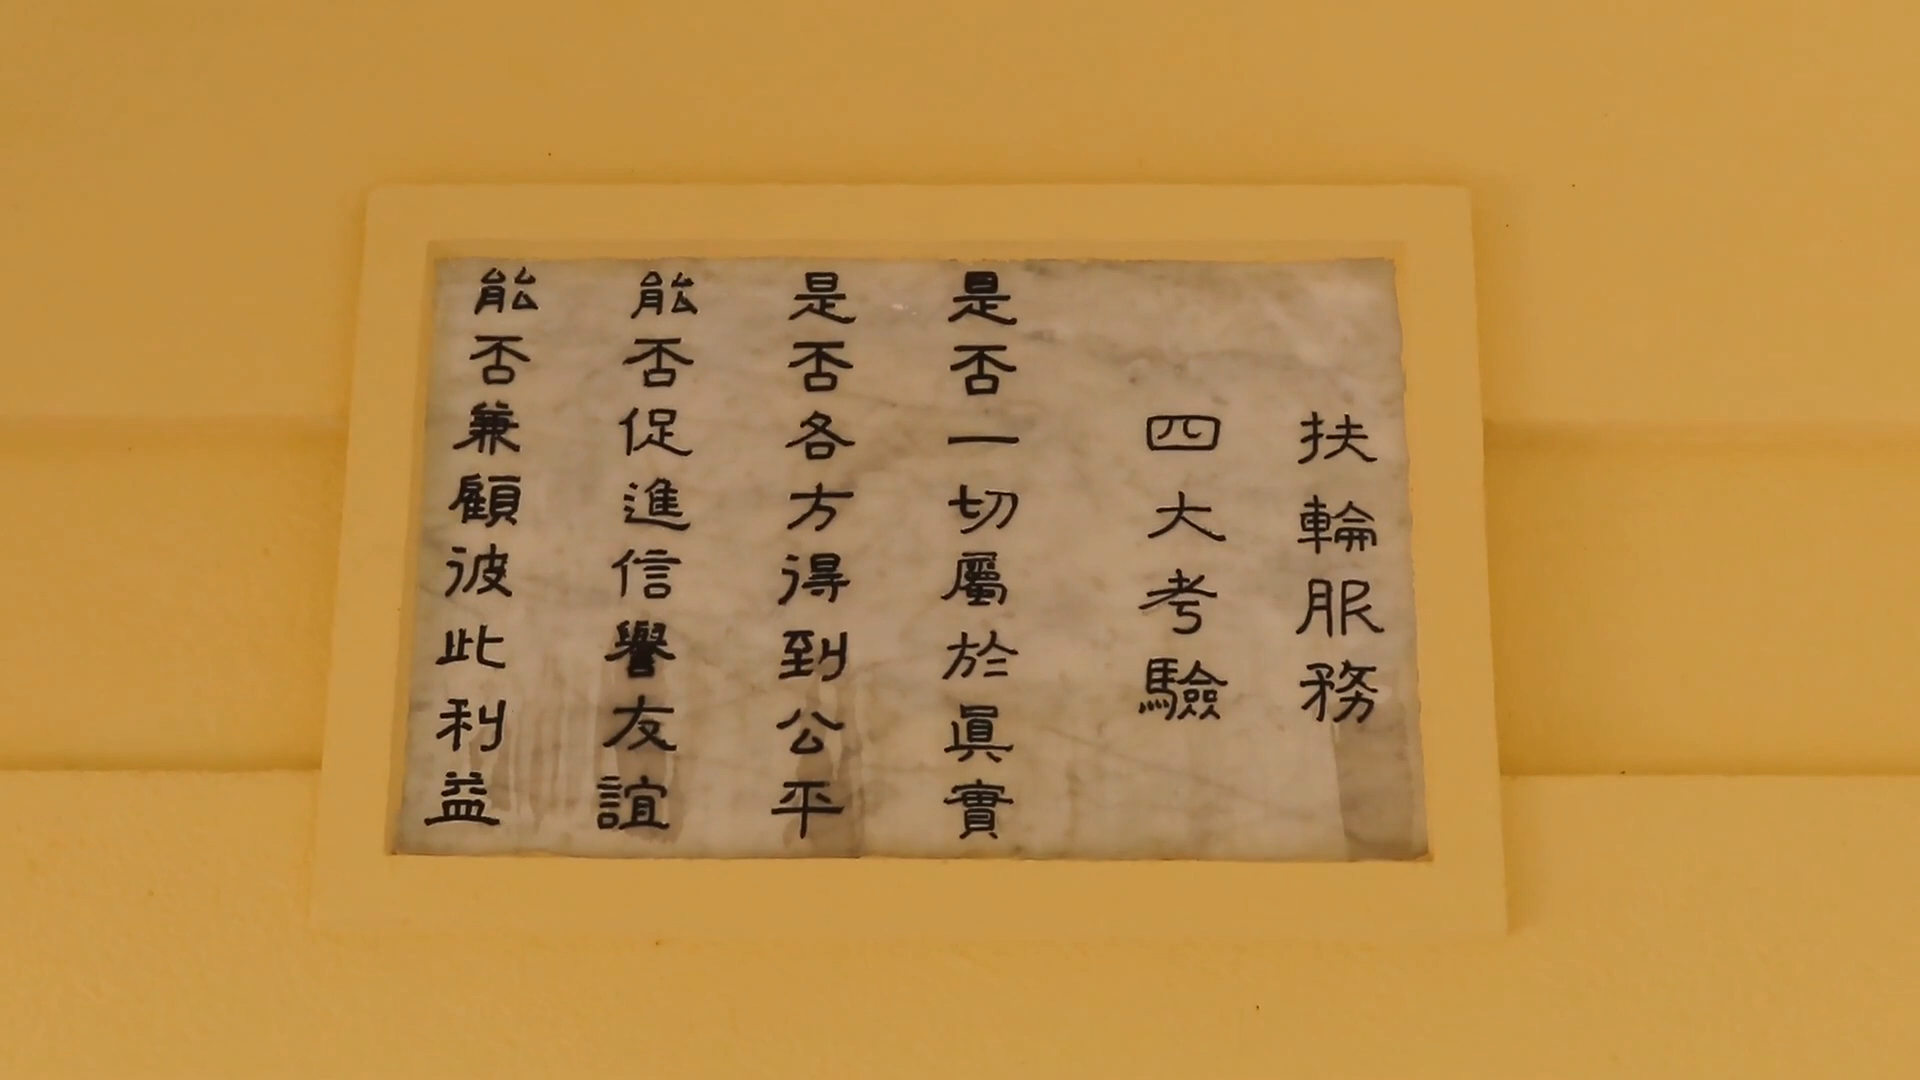 扶輪服務
四大考驗
是否一切屬於眞實
是否各方得到公平
能否促進信譽友誼
能否兼顧彼此利益